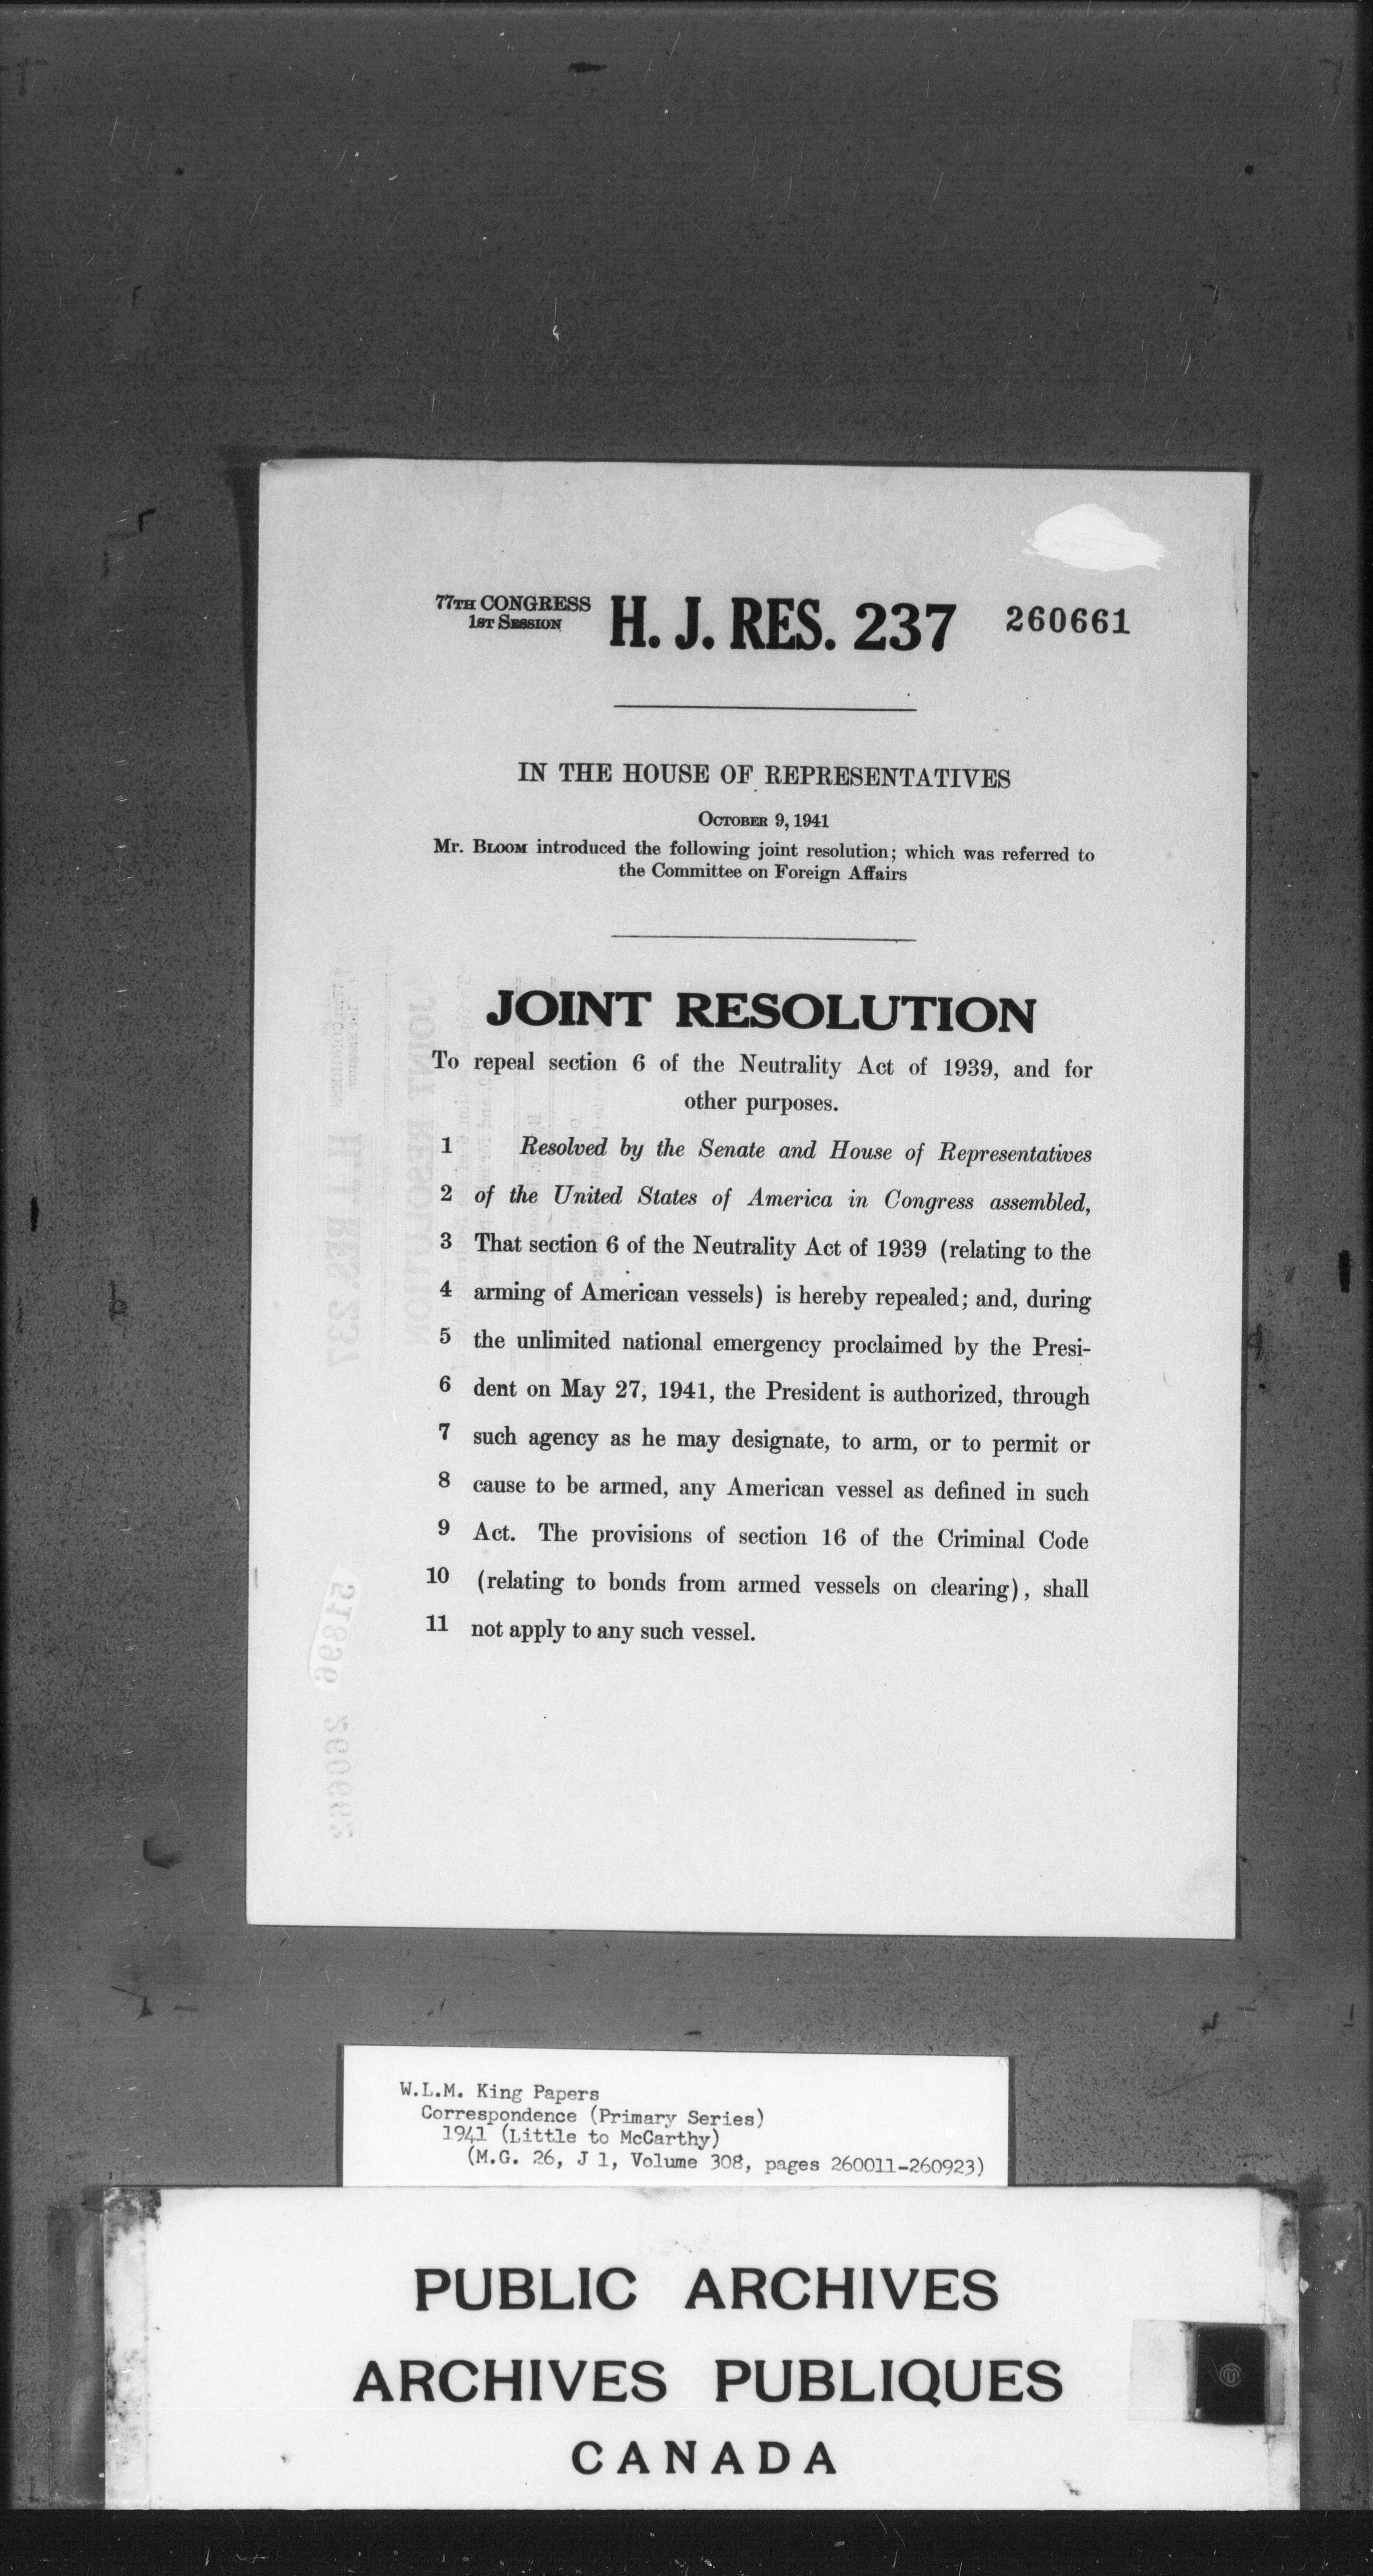 77TH CONGRESS
1ST SESSION
H. J. RES. 237
260661
IN THE HOUSE OF REPRESENTATIVES
OCTOBER 9, 1941
Mr. BLOOM introduced the following joint resolution; which was referred to
the Committee on Foreign Affairs
JOINT RESOLUTION
To repeal section 6 of the Neutrality Act of 1939, and for
other purposes.
1 Resolved by the Senate and House of Representatives
2 of the United States of America in Congress assembled,
3 That section 6 of the Neutrality Act of 1939 (relating to the
4 arming of American vessels) is hereby repealed; and, during
5 the unlimited national emergency proclaimed by the Presi-
6 dent on May 27, 1941, the President is authorized, through
7 such agency as he may designate, to arm, or to permit or
8 cause to be armed, any American vessel as defined in such
9 Act. The provisions of section 16 of the Criminal Code
10 (relating to bonds from armed vessels on clearing), shall
11 not apply to any such vessel.
W.L.M. King Papers
Correspondence (Primary Series)
1941 (Little to McCarthy)
(M.G. 26, J 1, Volume 308, pages 260011-260923)
PUBLIC ARCHIVES
ARCHIVES PUBLIQUES
CANADA